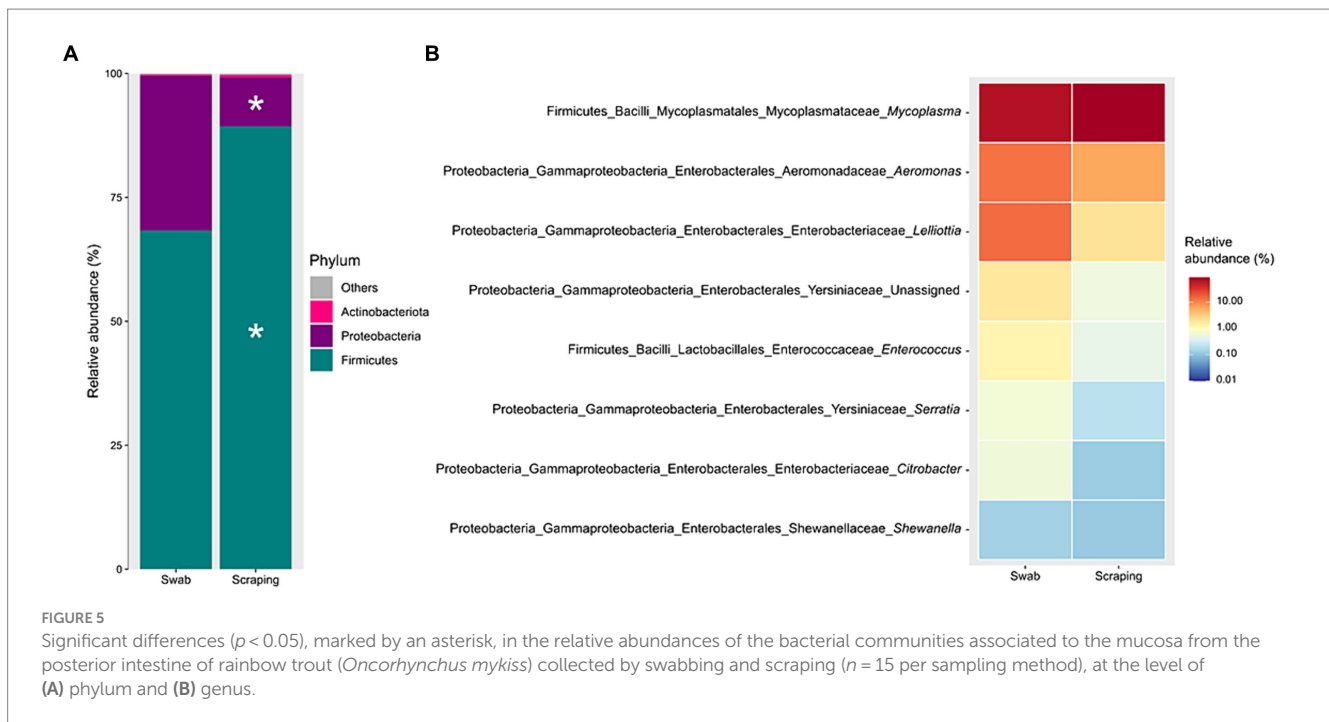 A
B
100
75
50
25
0
Relative abundance (%)
Swab
Scraping
*
*
Phylum
Others
Actinobacteriota
Proteobacteria
Firmicutes
Firmicutes_Bacilli_Mycoplasmatales_Mycoplasmataceae_Mycoplasma
Proteobacteria_Gammaproteobacteria_Enterobacterales_Aeromonadaceae_Aeromonas
Proteobacteria_Gammaproteobacteria_Enterobacterales_Enterobacteriaceae_Lelliottia
Proteobacteria_Gammaproteobacteria_Enterobacterales_Yersiniaceae_Unassigned
Firmicutes_Bacilli_Lactobacillales_Enterococcaceae_Enterococcus
Proteobacteria_Gammaproteobacteria_Enterobacterales_Yersiniaceae_Serratia
Proteobacteria_Gammaproteobacteria_Enterobacterales_Enterobacteriaceae_Citrobacter
Proteobacteria_Gammaproteobacteria_Enterobacterales_Shewanellaceae_Shewanella
Swab
Scraping
Relative
abundance (%)
10.00
1.00
0.10
0.01
FIGURE 5
Significant differences (p < 0.05), marked by an asterisk, in the relative abundances of the bacterial communities associated to the mucosa from the
posterior intestine of rainbow trout (Oncorhynchus mykiss) collected by swabbing and scraping (n = 15 per sampling method), at the level of
(A) phylum and (B) genus.